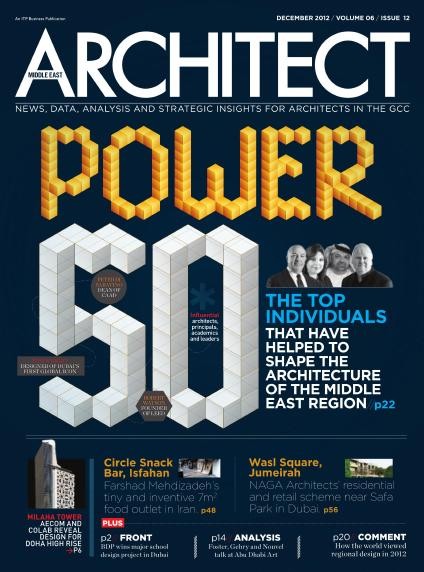 An ITP Business Publication
DECEMBER 2012 / VOLUME 06 / ISSUE 12
MIDDLE EAST
ARCHITECT
NEWS, DATA, ANALYSIS AND STRATEGIC INSIGHTS FOR ARCHITECTS IN THE GCC
POWER
50
PETER DI
SABATINO
DEAN OF
CAAD
*
Influential
architects,
principals,
academics
and leaders
DESIGNER OF DUBAI'S
FIRST GLOBAL ICON
ROBERT
WATSON
FOUNDER
OF LEED
THE TOP
INDIVIDUALS
THAT HAVE
HELPED TO
SHAPE THE
ARCHITECTURE
OF THE MIDDLE
EAST REGION / p22
MILAHA TOWER
AECOM AND
COLAB REVEAL
DESIGN FOR
DOHA HIGH RISE
P6
Circle Snack
Bar, Isfahan
Farshad Mehdizadeh's
tiny and inventive 7m²
food outlet in Iran. p48
Wasl Square,
Jumeirah
NAGA Architects' residential
and retail scheme near Safa
Park in Dubai. p56
PLUS
p2 / FRONT
BDP wins major school
design project in Dubai
p14 / ANALYSIS
Foster, Gehry and Nouvel
talk at Abu Dhabi Art
p20 / COMMENT
How the world viewed
regional design in 2012